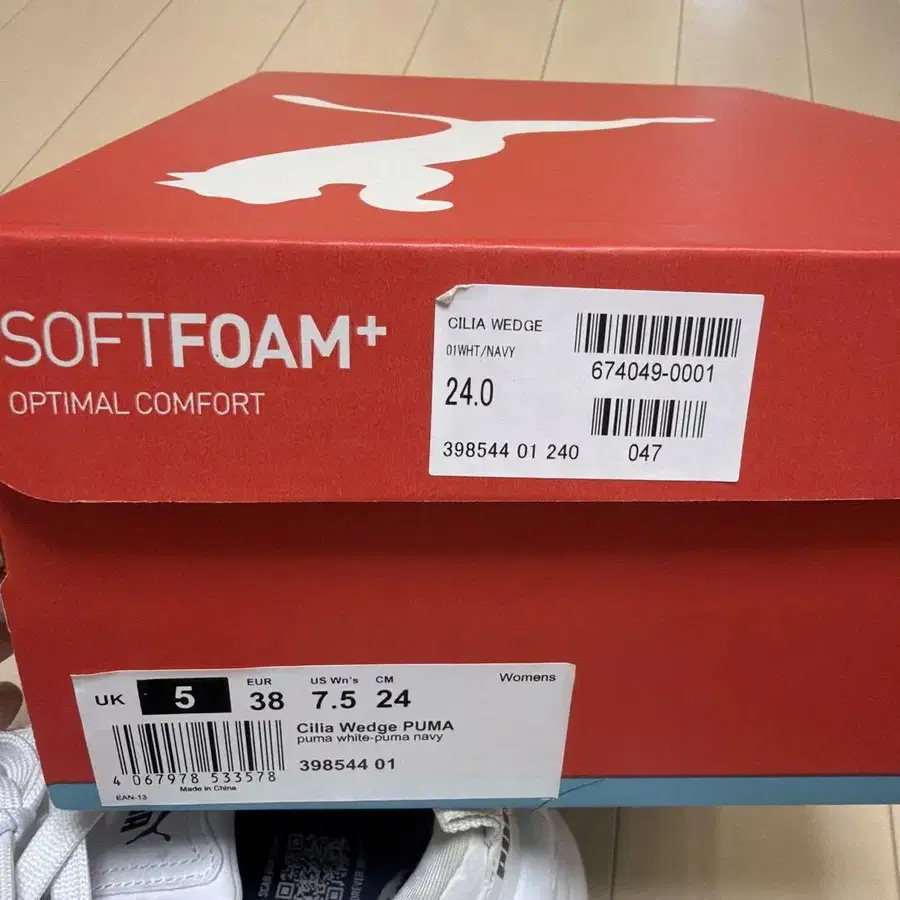 SOFTFOAM+
OPTIMAL COMFORT
CILIA WEDGE
01WHT/NAVY
674049-0001
24.0
398544 01 240
047
UK 5
EUR 38
US Wn's 7.5
CM 24
Womens
Cilia Wedge PUMA
puma white-puma navy
398544 01
4 067978 533578
Made in China
EAN-13
SCAN